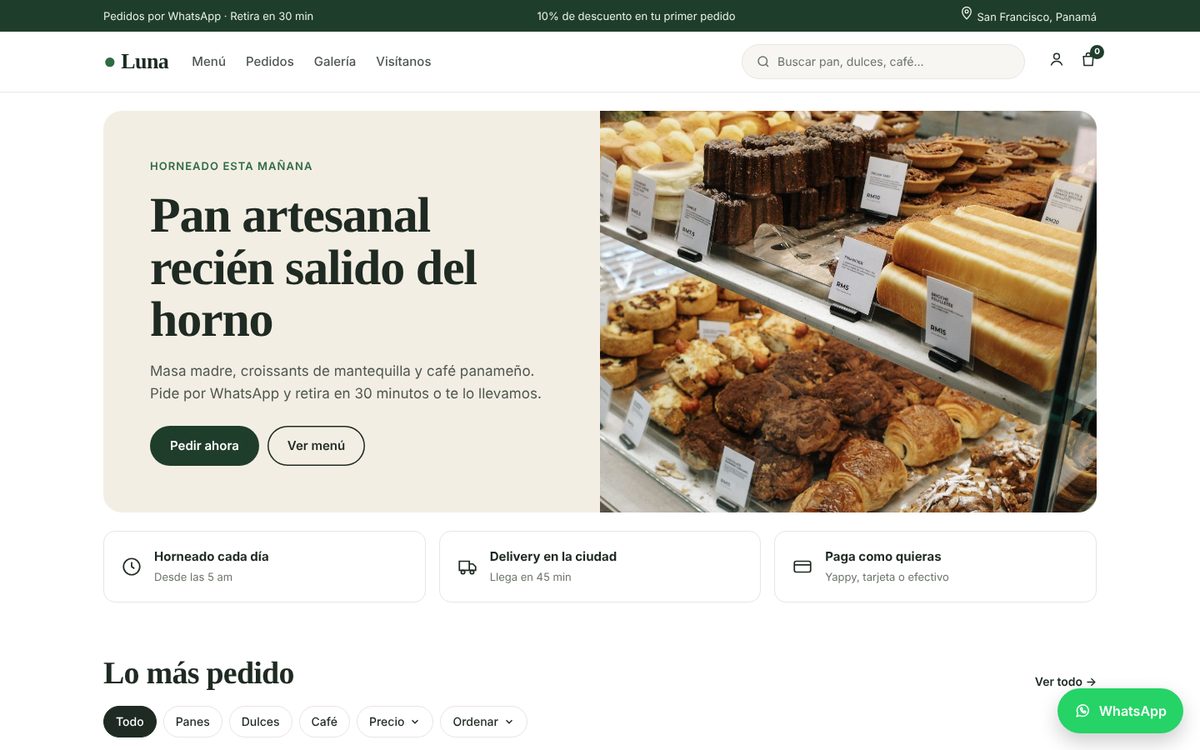 Pedidos por WhatsApp · Retira en 30 min
10% de descuento en tu primer pedido
San Francisco, Panamá
Luna
Menú
Pedidos
Galería
Visítanos
Buscar pan, dulces, café...
0
HORNEADO ESTA MAÑANA
Pan artesanal
recién salido del
horno
Masa madre, croissants de mantequilla y café panameño.
Pide por WhatsApp y retira en 30 minutos o te lo llevamos.
Pedir ahora
Ver menú
RM10
RM5
RM15
Horneado cada día
Desde las 5 am
Delivery en la ciudad
Llega en 45 min
Paga como quieras
Yappy, tarjeta o efectivo
Lo más pedido
Ver todo →
Todo
Panes
Dulces
Café
Precio
Ordenar
WhatsApp